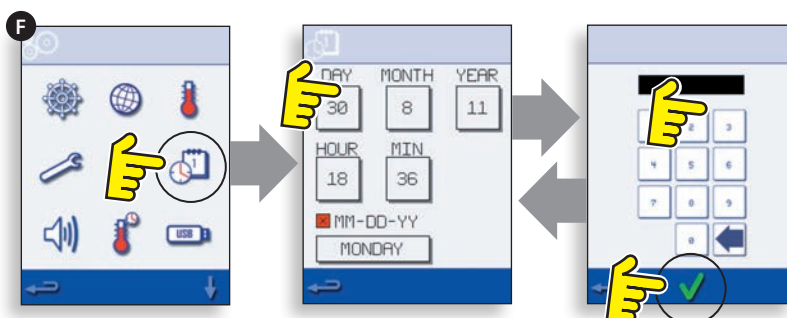 F
1
DAY MONTH YEAR
30 8 11
HOUR MIN
18 36
MM-DD-YY
MONDAY
USB
2 3
4 5 6
7 8 9
0